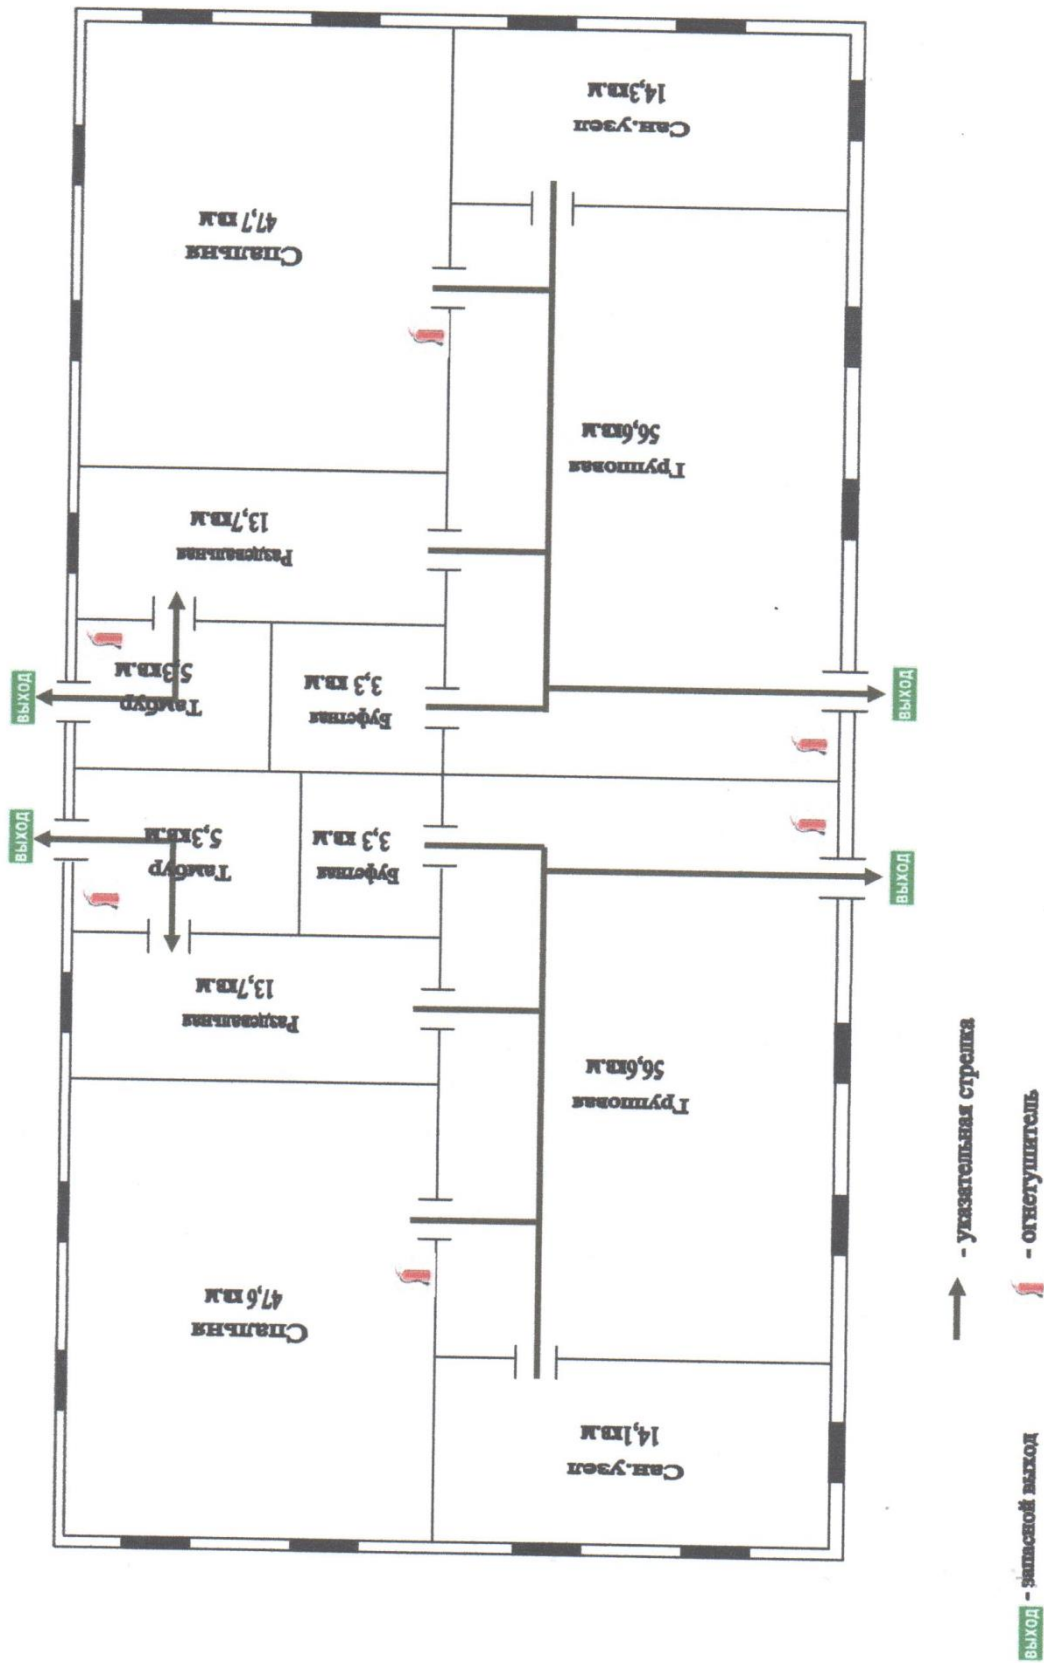 Сан.узел
14,3кв.м
Спальня
47,7 кв.м
Групповая
56,6кв.м
Раздевальная
13,7кв.м
Тамбур
5,3кв.м
Буфетная
3,3 кв.м
ВЫХОД
ВЫХОД
Тамбур
5,3кв.м
Буфетная
3,3 кв.м
ВЫХОД
ВЫХОД
Раздевальная
13,7кв.м
Групповая
56,6кв.м
Спальня
47,6 кв.м
Сан.узел
14,1кв.м
- указательная стрелка
- огнетушитель
ВЫХОД - запасной выход